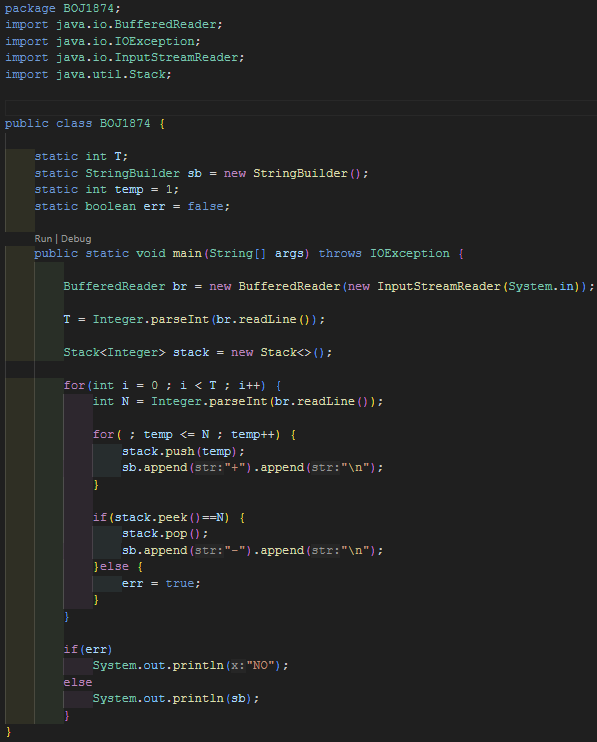 package BOJ1874;
import java.io.BufferedReader;
import java.io.IOException;
import java.io.InputStreamReader;
import java.util.Stack;
public class BOJ1874 {
static int T;
static StringBuilder sb = new StringBuilder();
static int temp = 1;
static boolean err = false;
Run | Debug
public static void main(String[] args) throws IOException {
BufferedReader br = new BufferedReader(new InputStreamReader(System.in));
T = Integer.parseInt(br.readLine());
Stack<Integer> stack = new Stack<>();
for(int i = 0 ; i < T ; i++) {
int N = Integer.parseInt(br.readLine());
for( ; temp <= N ; temp++) {
stack.push(temp);
sb.append(str:"+").append(str:"\n");
}
if(stack.peek()==N) {
stack.pop();
sb.append(str:"-").append(str:"\n");
}else {
err = true;
}
}
if(err)
System.out.println(x:"NO");
else
System.out.println(sb);
}
}